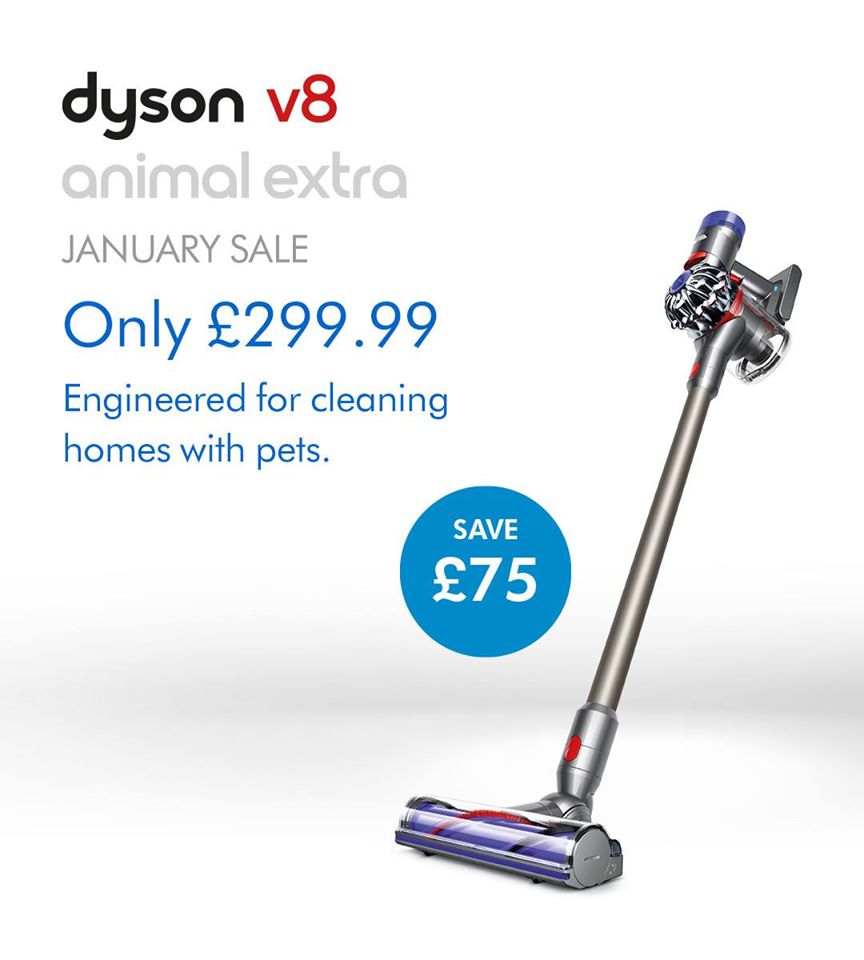 dyson v8
animal extra
JANUARY SALE
Only £299.99
Engineered for cleaning
homes with pets.
SAVE
£75